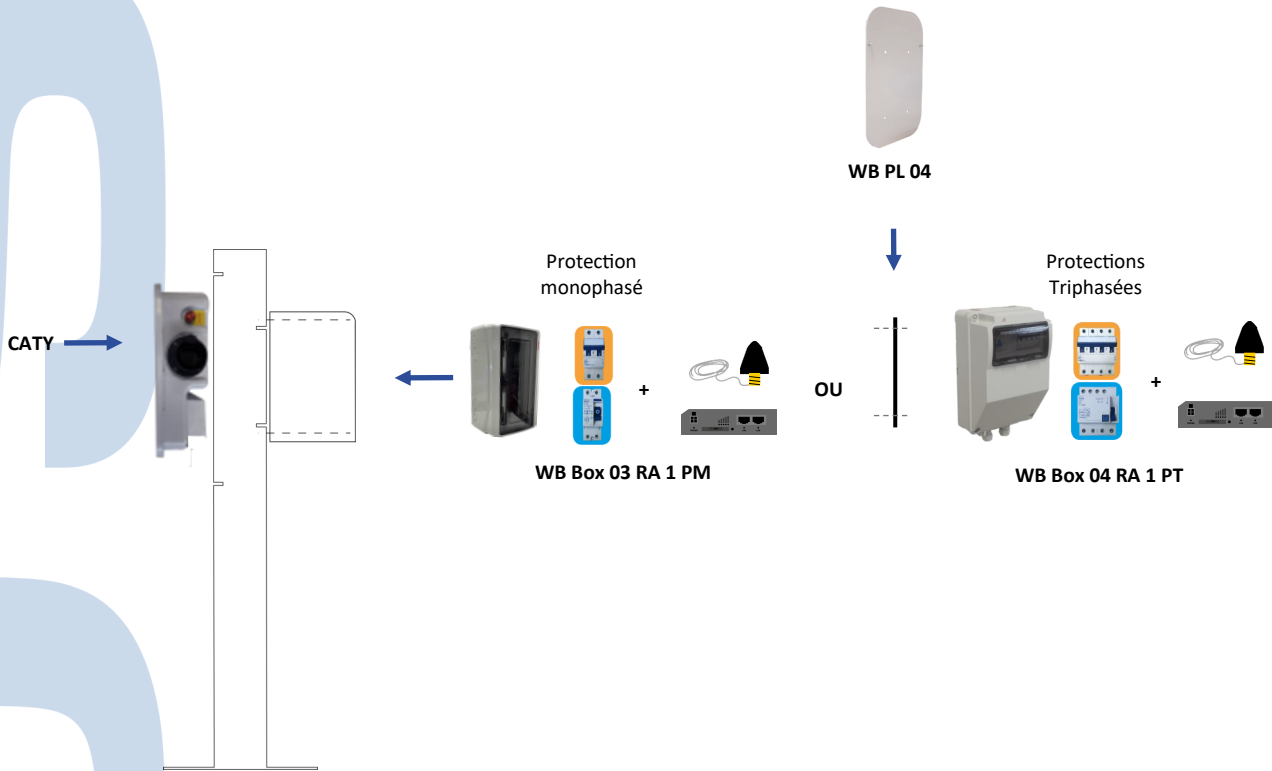 WB PL 04
Protection
monophasé
Protections
Triphasées
CATY
+
OU
+
WB Box 03 RA 1 PM
WB Box 04 RA 1 PT